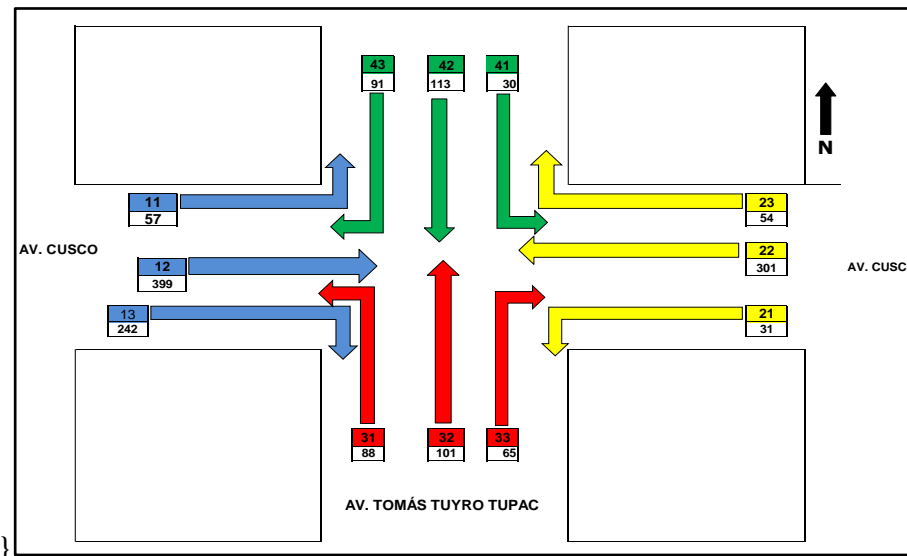 43 42 41
91 113 30
N
11 23
57 54
AV. CUSCO
22
12 301 AV. CUSC
399
13 21
242 31
31 32 33
88 101 65
AV. TOMÁS TUYRO TUPAC
}